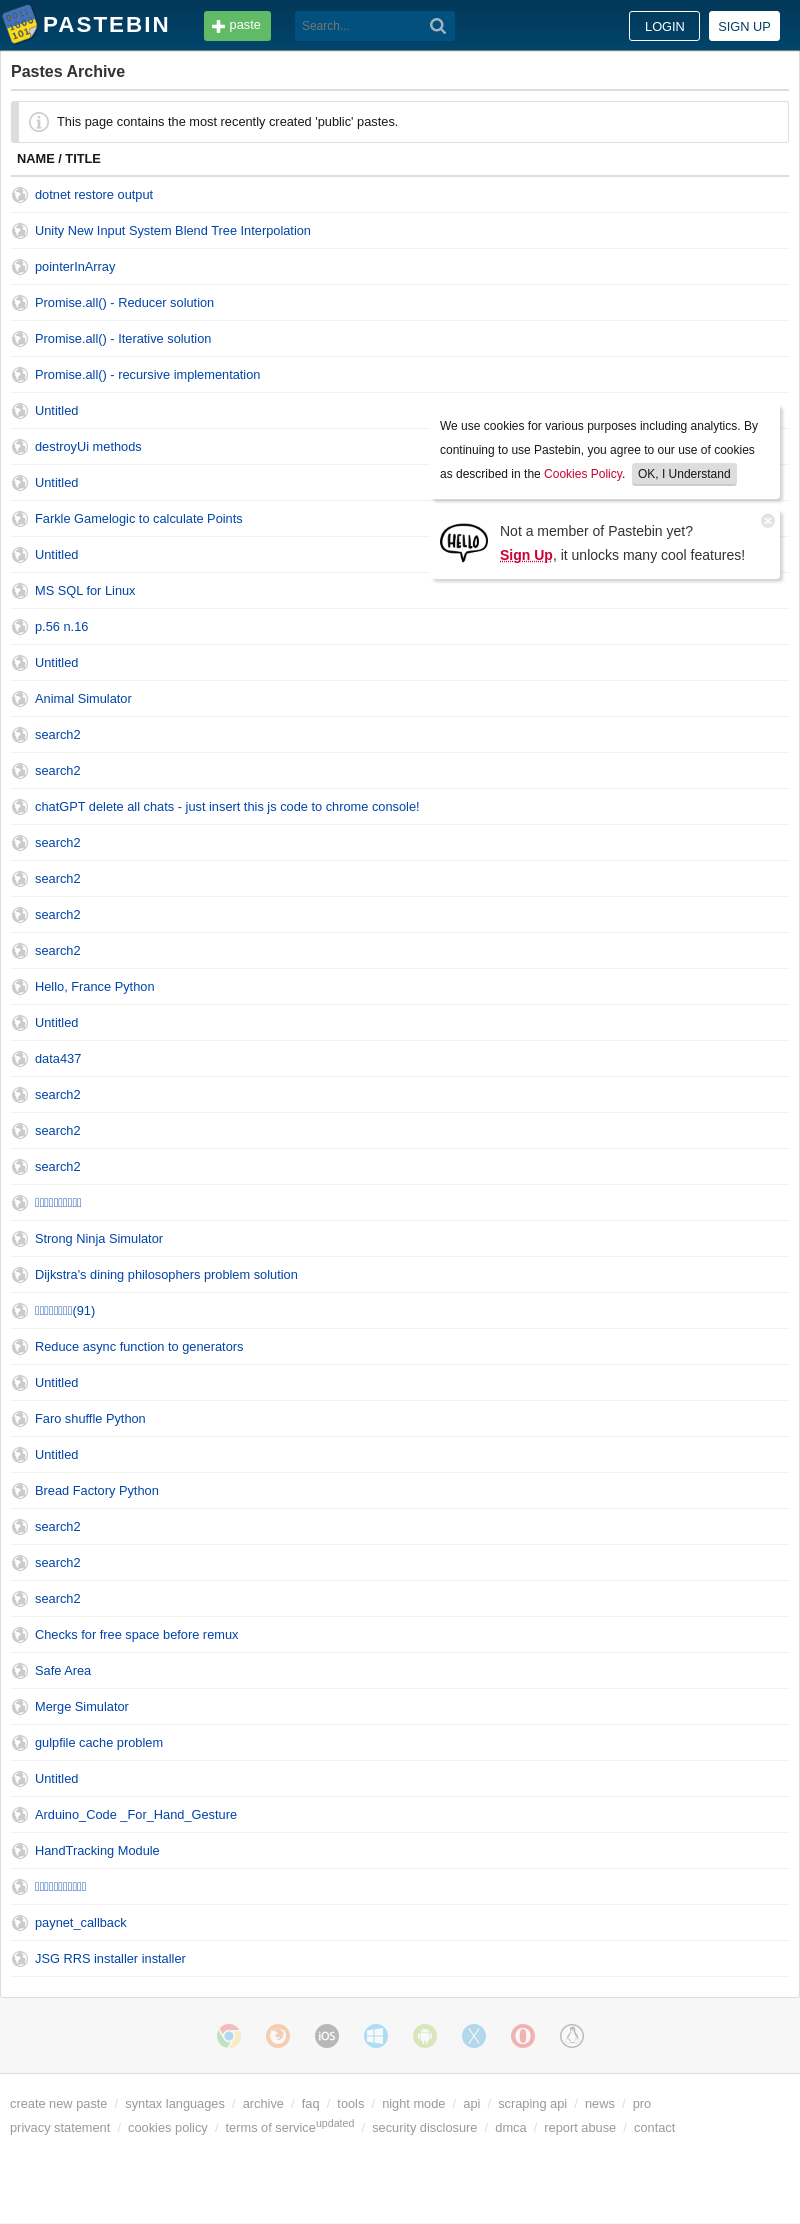 PASTEBIN
paste
Search...
LOGIN
SIGN UP
Pastes Archive
This page contains the most recently created 'public' pastes.
NAME / TITLE
dotnet restore output
Unity New Input System Blend Tree Interpolation
pointerInArray
Promise.all() - Reducer solution
Promise.all() - Iterative solution
Promise.all() - recursive implementation
Untitled
destroyUi methods
Untitled
Farkle Gamelogic to calculate Points
Untitled
We use cookies for various purposes including analytics. By
continuing to use Pastebin, you agree to our use of cookies
as described in the Cookies Policy. OK, I Understand
HELLO
Not a member of Pastebin yet?
Sign Up, it unlocks many cool features!
MS SQL for Linux
p.56 n.16
Untitled
Animal Simulator
search2
search2
chatGPT delete all chats - just insert this js code to chrome console!
search2
search2
search2
search2
Hello, France Python
Untitled
data437
search2
search2
search2
Strong Ninja Simulator
Dijkstra's dining philosophers problem solution
(91)
Reduce async function to generators
Untitled
Faro shuffle Python
Untitled
Bread Factory Python
search2
search2
search2
Checks for free space before remux
Safe Area
Merge Simulator
gulpfile cache problem
Untitled
Arduino_Code _For_Hand_Gesture
HandTracking Module
paynet_callback
JSG RRS installer installer
iOS
create new paste / syntax languages / archive / faq / tools / night mode / api / scraping api / news / pro
privacy statement / cookies policy / terms of serviceupdated / security disclosure / dmca / report abuse / contact